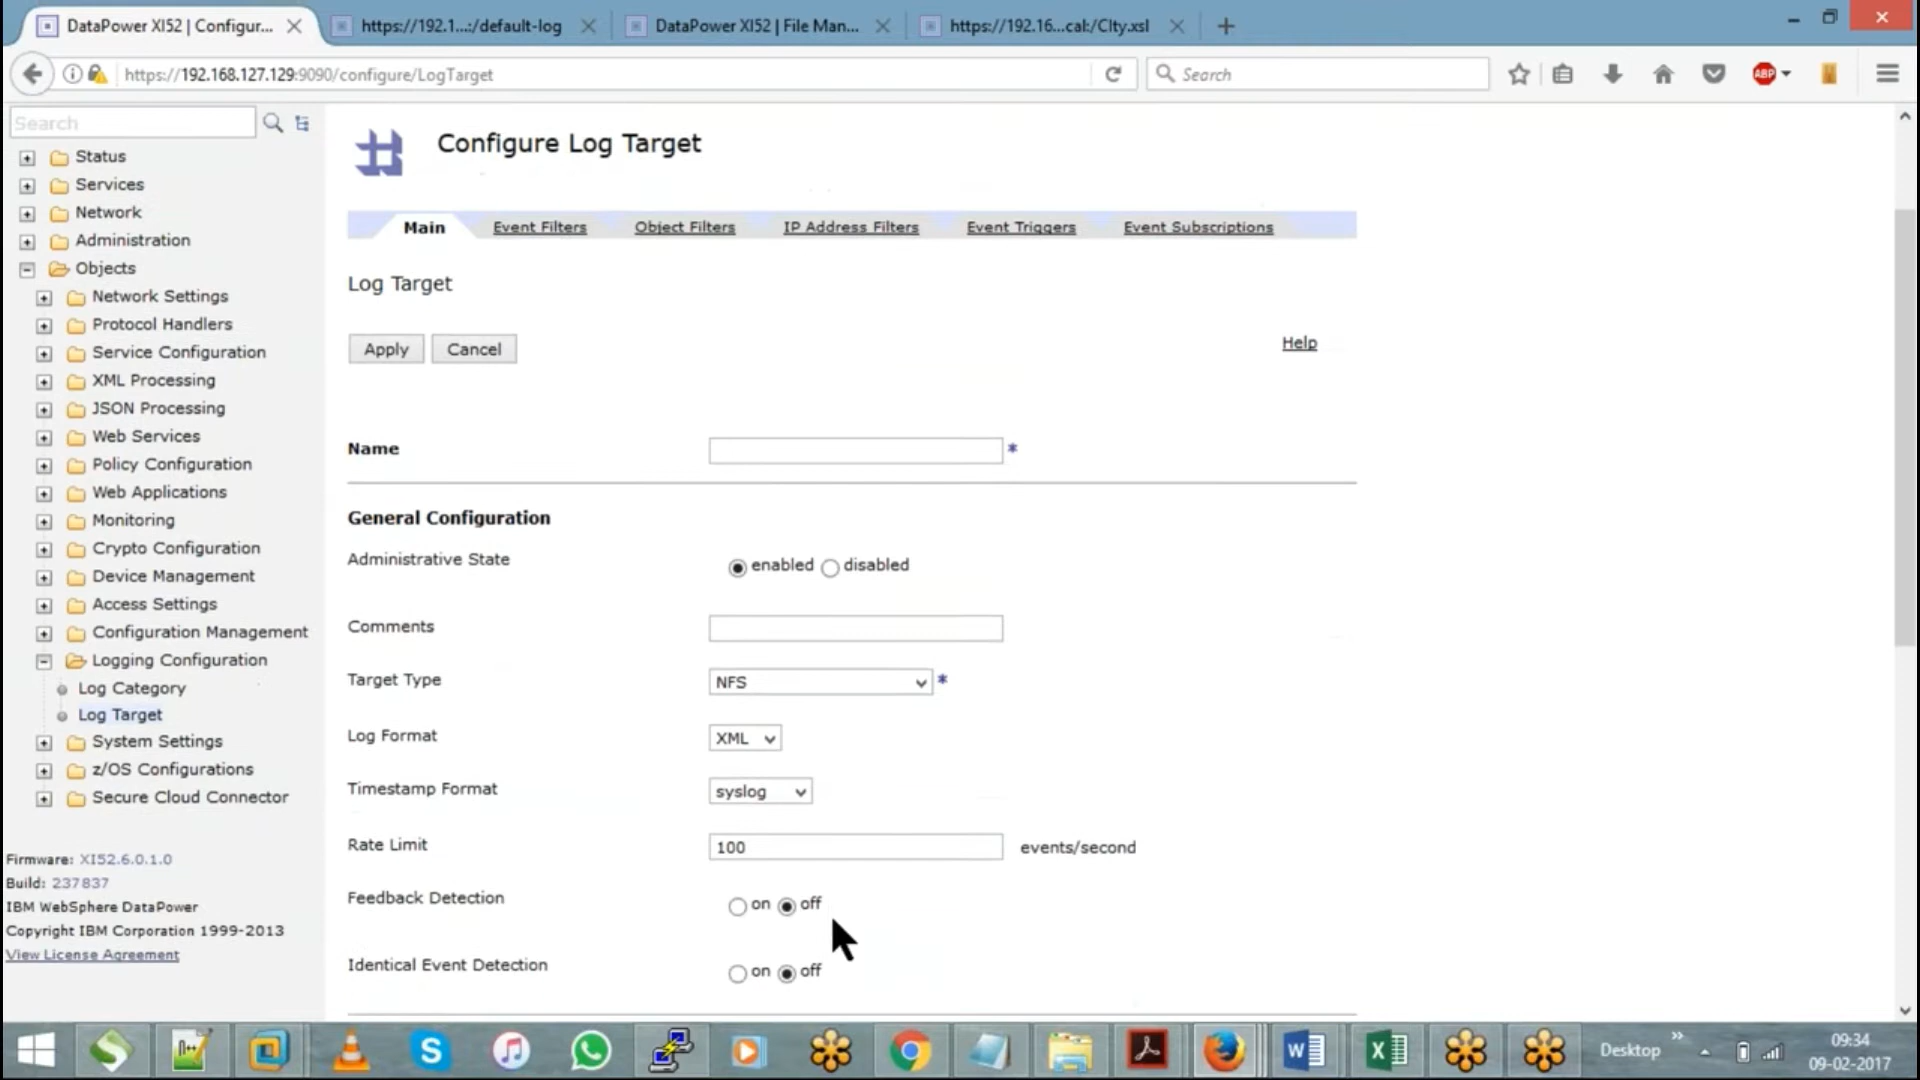 DataPower XI52 | Configur...
https://192.1...:/default-log
DataPower XI52 | File Man...
https://192.16...cal:/CIty.xsl
https://192.168.127.129:9090/configure/LogTarget
Search
ABP
Search
Status
Services
Network
Administration
Objects
Network Settings
Protocol Handlers
Service Configuration
XML Processing
JSON Processing
Web Services
Policy Configuration
Web Applications
Monitoring
Crypto Configuration
Device Management
Access Settings
Configuration Management
Logging Configuration
Log Category
Log Target
System Settings
z/OS Configurations
Secure Cloud Connector
Firmware: XI52.6.0.1.0
Build: 237837
IBM WebSphere DataPower
Copyright IBM Corporation 1999-2013
View License Agreement
Configure Log Target
Main Event Filters Object Filters IP Address Filters Event Triggers Event Subscriptions
Log Target
Apply Cancel Help
Name *
General Configuration
Administrative State enabled disabled
Comments
Target Type NFS *
Log Format XML
Timestamp Format syslog
Rate Limit 100 events/second
Feedback Detection on off
Identical Event Detection on off
Desktop
09:34
09-02-2017